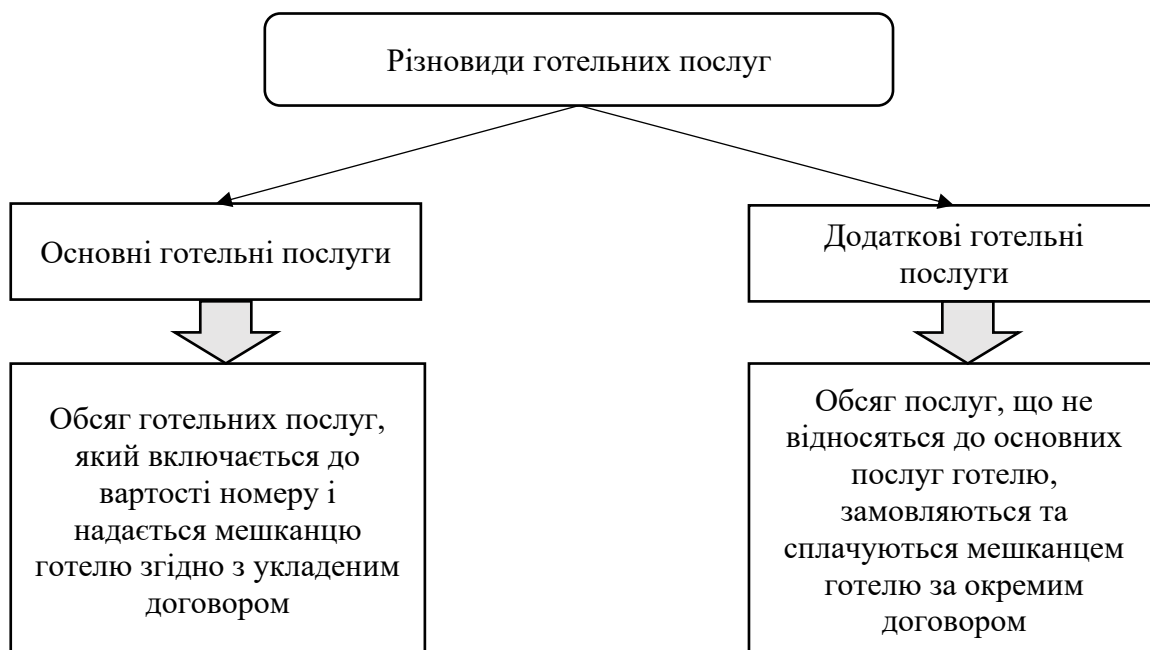 Різновиди готельних послуг
Основні готельні послуги
Додаткові готельні
послуги
Обсяг готельних послуг,
який включається до
вартості номеру і
надається мешканцю
готелю згідно з укладеним
договором
Обсяг послуг, що не
відносяться до основних
послуг готелю,
замовляються та
сплачуються мешканцем
готелю за окремим
договором